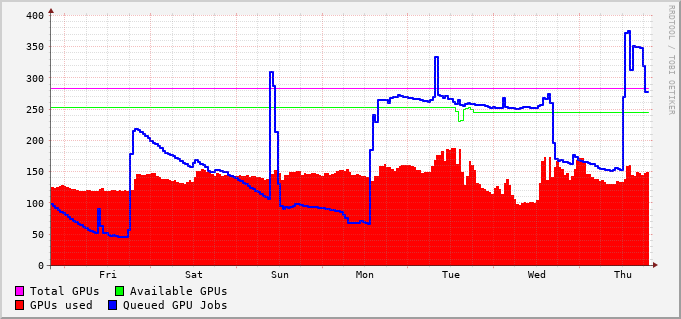 RRDTOOL / TOBI OETIKER
400
350
300
250
200
150
100
50
0
Fri Sat Sun Mon Tue Wed Thu
Total GPUs Available GPUs
GPUs used Queued GPU Jobs